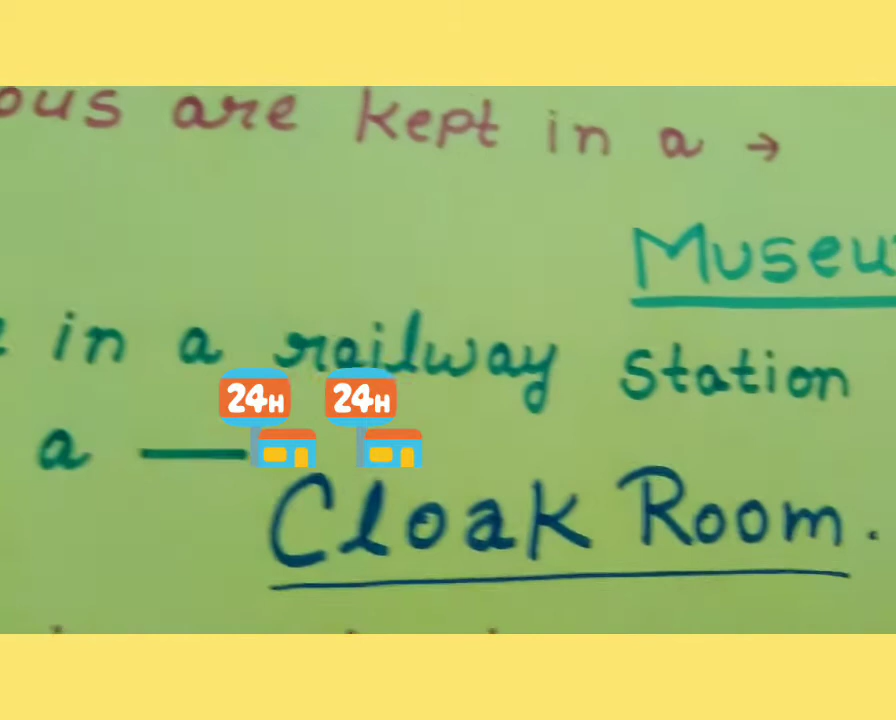 ous are kept in a →
Museu
in a railway station
a —
24H 24H
Cloak Room.